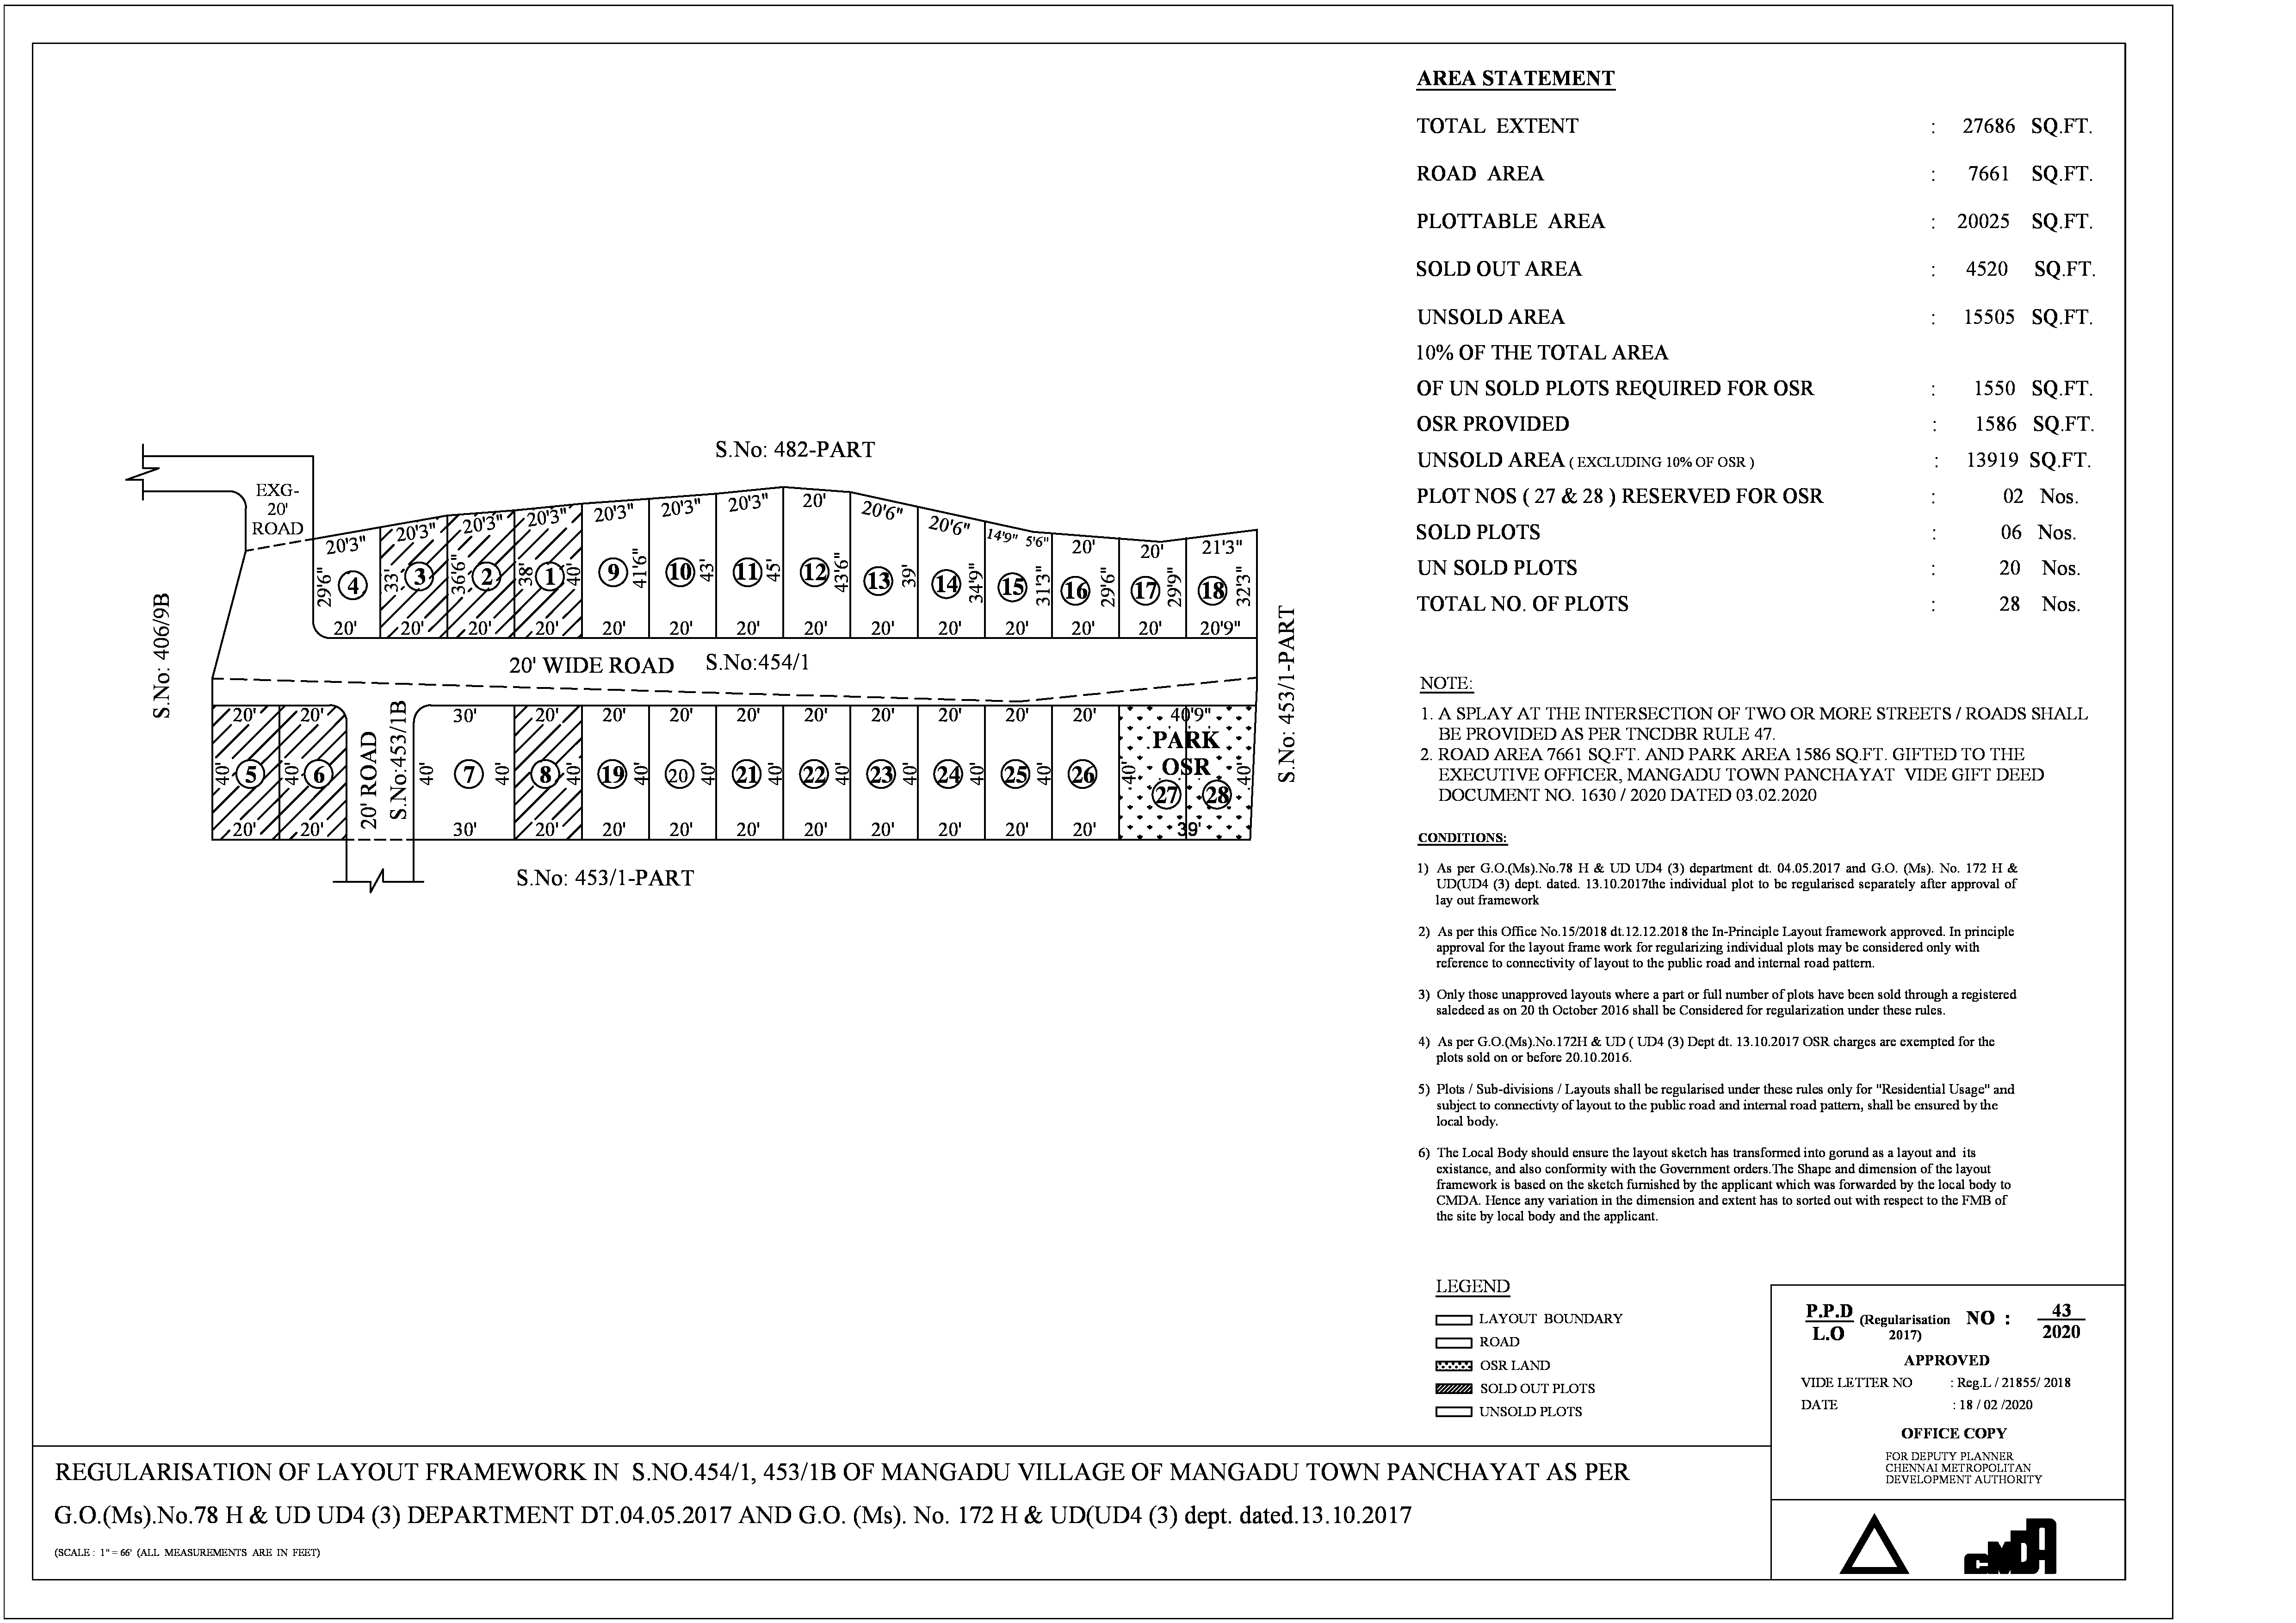 AREA STATEMENT
TOTAL EXTENT : 27686 SQ.FT.
ROAD AREA : 7661 SQ.FT.
PLOTTABLE AREA : 20025 SQ.FT.
SOLD OUT AREA : 4520 SQ.FT.
UNSOLD AREA : 15505 SQ.FT.
10% OF THE TOTAL AREA
OF UN SOLD PLOTS REQUIRED FOR OSR : 1550 SQ.FT.
OSR PROVIDED : 1586 SQ.FT.
UNSOLD AREA ( EXCLUDING 10% OF OSR ) : 13919 SQ.FT.
PLOT NOS ( 27 & 28 ) RESERVED FOR OSR : 02 Nos.
SOLD PLOTS : 06 Nos.
UN SOLD PLOTS : 20 Nos.
TOTAL NO. OF PLOTS : 28 Nos.
S.No: 482-PART
EXG-
20'
ROAD
20'3" 20'3" 20'3" 20'3" 20'3" 20'3" 20'3" 20' 20'6" 20'6" 14'9" 5'6" 20' 20' 21'3"
29'6" 4 33' 3 36'6" 2 38' 1 40' 9 41'6" 10 43' 11 45' 12 43'6" 13 39' 14 34'9" 15 31'3" 16 29'6" 17 29'9" 18 32'3"
20' 20' 20' 20' 20' 20' 20' 20' 20' 20' 20' 20' 20' 20'9"
S.No: 406/9B
20' WIDE ROAD S.No:454/1
S.No: 453/1-PART
20' 20' 30' 20' 20' 20' 20' 20' 20' 20' 20' 20' 40'9"
PARK
OSR
40' 5 40' 6 20' ROAD S.No:453/1B 40' 7 40' 8 40' 19 40' 20 40' 21 40' 22 40' 23 40' 24 40' 25 40' 26 40' 27 28 40'
20' 20' 30' 20' 20' 20' 20' 20' 20' 20' 20' 20' 39'
S.No: 453/1-PART
NOTE:
1. A SPLAY AT THE INTERSECTION OF TWO OR MORE STREETS / ROADS SHALL
BE PROVIDED AS PER TNCDBR RULE 47.
2. ROAD AREA 7661 SQ.FT. AND PARK AREA 1586 SQ.FT. GIFTED TO THE
EXECUTIVE OFFICER, MANGADU TOWN PANCHAYAT VIDE GIFT DEED
DOCUMENT NO. 1630 / 2020 DATED 03.02.2020
CONDITIONS:
1) As per G.O.(Ms).No.78 H & UD UD4 (3) department dt. 04.05.2017 and G.O. (Ms). No. 172 H &
UD(UD4 (3) dept. dated. 13.10.2017the individual plot to be regularised separately after approval of
lay out framework
2) As per this Office No.15/2018 dt.12.12.2018 the In-Principle Layout framework approved. In principle
approval for the layout frame work for regularizing individual plots may be considered only with
reference to connectivity of layout to the public road and internal road pattern.
3) Only those unapproved layouts where a part or full number of plots have been sold through a registered
saledeed as on 20 th October 2016 shall be Considered for regularization under these rules.
4) As per G.O.(Ms).No.172H & UD ( UD4 (3) Dept dt. 13.10.2017 OSR charges are exempted for the
plots sold on or before 20.10.2016.
5) Plots / Sub-divisions / Layouts shall be regularised under these rules only for "Residential Usage" and
subject to connectivty of layout to the public road and internal road pattern, shall be ensured by the
local body.
6) The Local Body should ensure the layout sketch has transformed into gorund as a layout and its
existance, and also conformity with the Government orders.The Shape and dimension of the layout
framework is based on the sketch furnished by the applicant which was forwarded by the local body to
CMDA. Hence any variation in the dimension and extent has to sorted out with respect to the FMB of
the site by local body and the applicant.
LEGEND
LAYOUT BOUNDARY
ROAD
OSR LAND
SOLD OUT PLOTS
UNSOLD PLOTS
P.P.D
L.O
(Regularisation
2017)
NO : 43
2020
APPROVED
VIDE LETTER NO : Reg.L / 21855/ 2018
DATE : 18 / 02 /2020
OFFICE COPY
FOR DEPUTY PLANNER
CHENNAI METROPOLITAN
DEVELOPMENT AUTHORITY
CMDA
REGULARISATION OF LAYOUT FRAMEWORK IN S.NO.454/1, 453/1B OF MANGADU VILLAGE OF MANGADU TOWN PANCHAYAT AS PER
G.O.(Ms).No.78 H & UD UD4 (3) DEPARTMENT DT.04.05.2017 AND G.O. (Ms). No. 172 H & UD(UD4 (3) dept. dated.13.10.2017
(SCALE : 1" = 66' (ALL MEASUREMENTS ARE IN FEET)